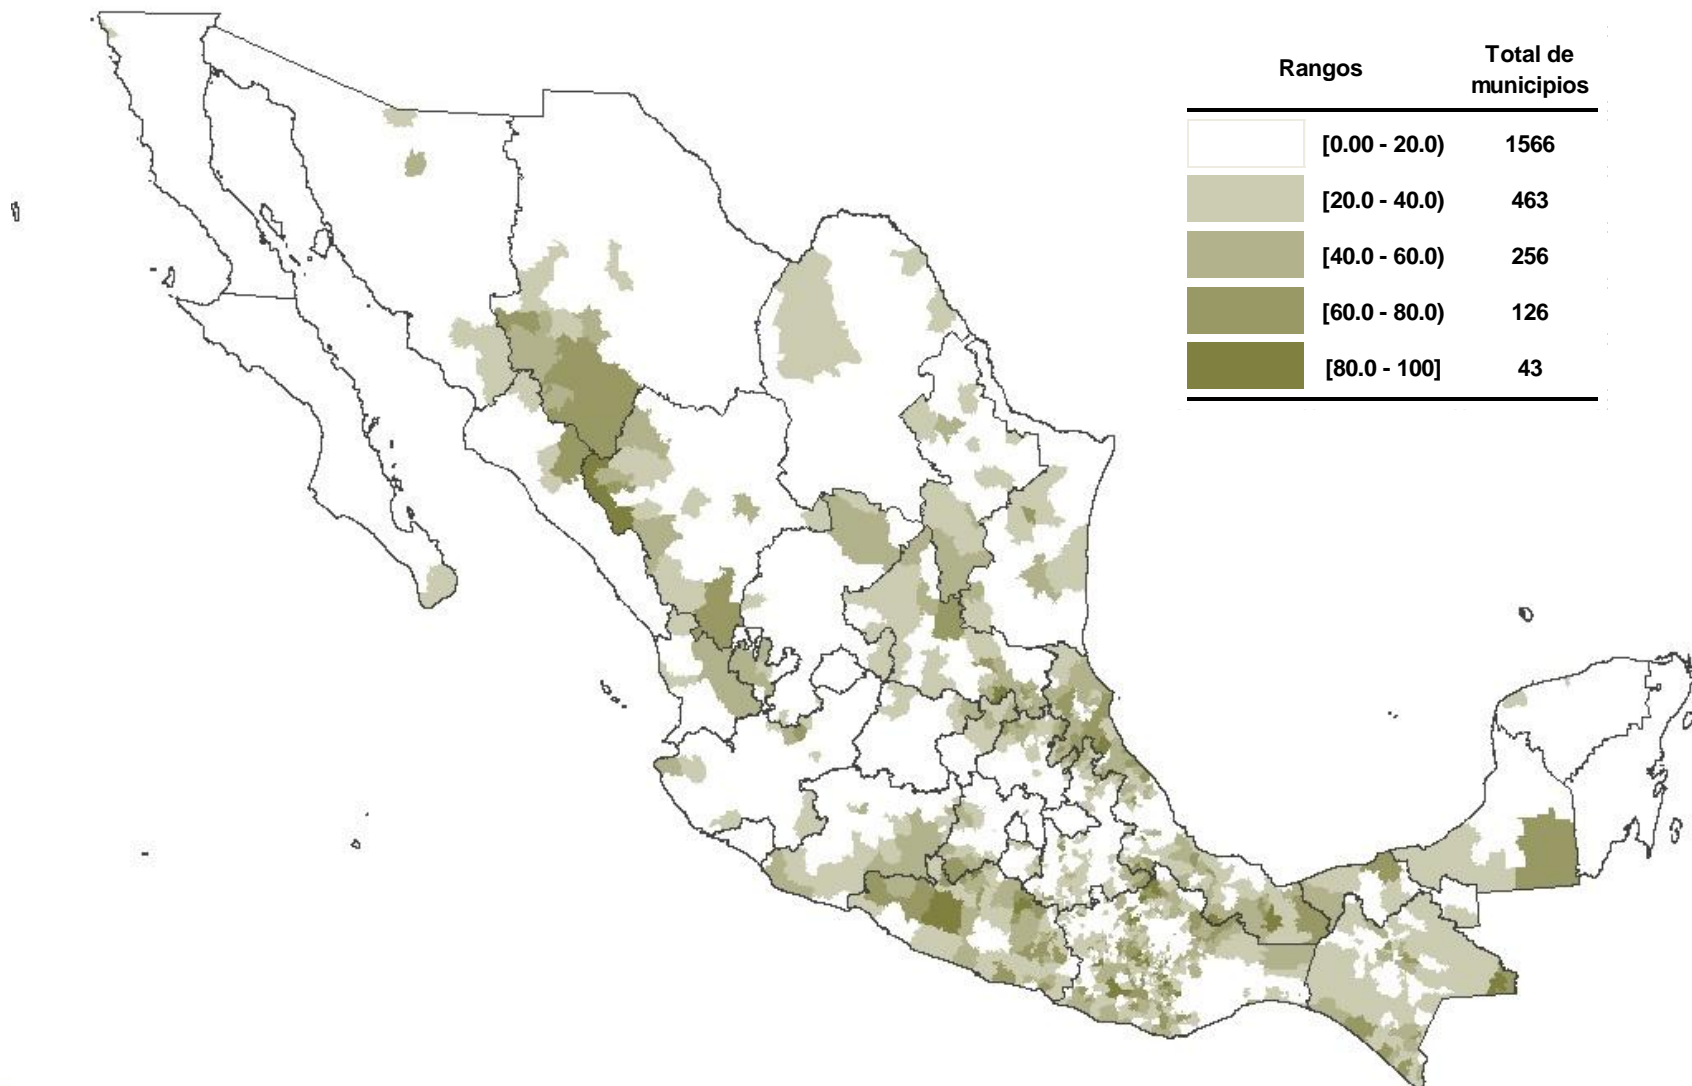 Rangos
Total de
municipios
[0.00 - 20.0) 1566
[20.0 - 40.0) 463
[40.0 - 60.0) 256
[60.0 - 80.0) 126
[80.0 - 100] 43